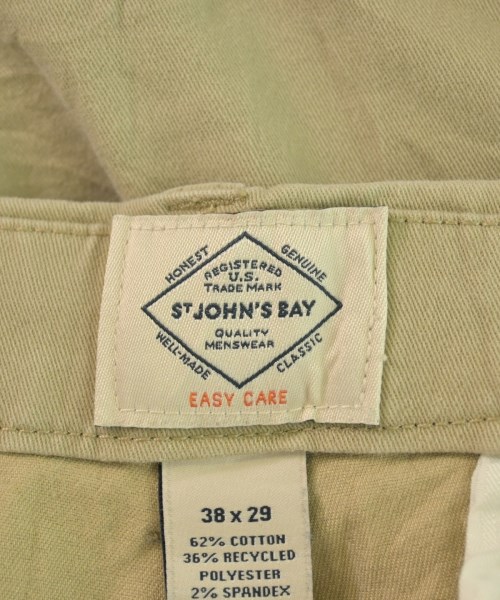 HONEST
GENUINE
REGISTERED
U.S.
TRADE MARK
ST JOHN'S BAY
QUALITY
MENSWEAR
WELL-MADE
CLASSIC
EASY CARE
38 x 29
62% COTTON
36% RECYCLED
POLYESTER
2% SPANDEX